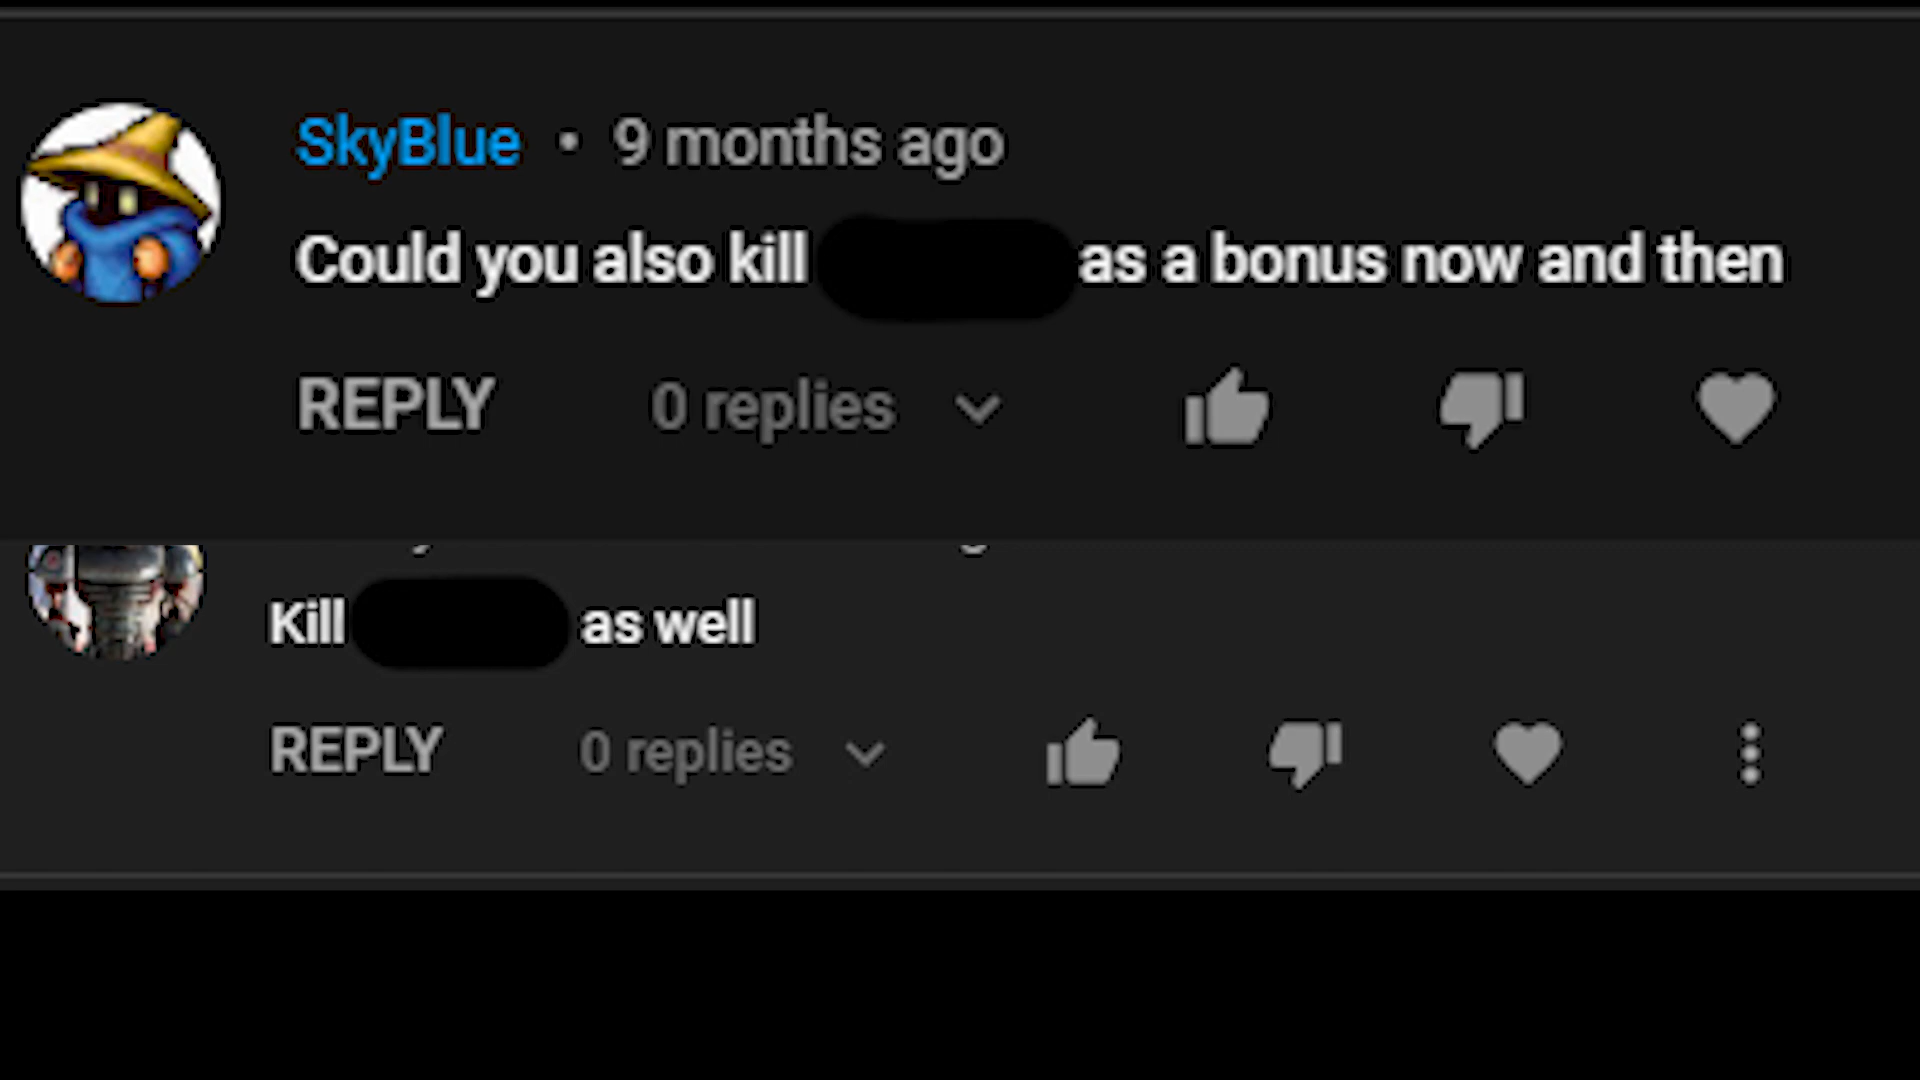 SkyBlue • 9 months ago
Could you also kill as a bonus now and then
REPLY 0 replies
Kill as well
REPLY 0 replies